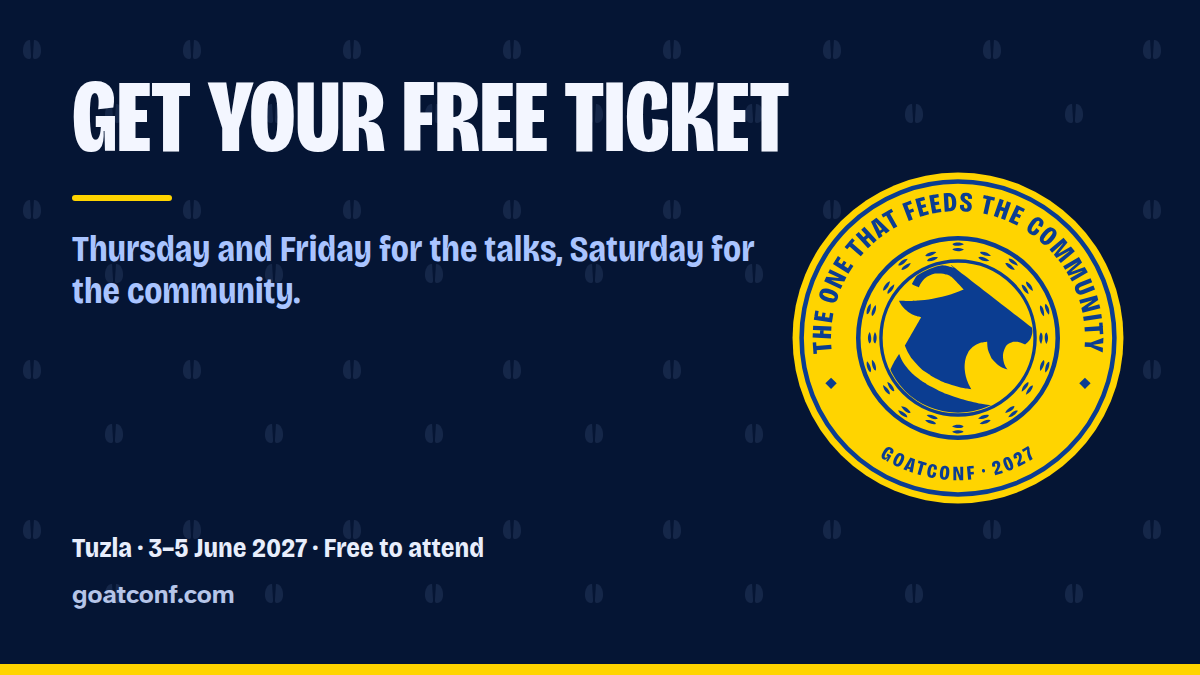 GET YOUR FREE TICKET
Thursday and Friday for the talks, Saturday for
the community.
THE ONE THAT FEEDS THE COMMUNITY
GOATCONF · 2027
Tuzla · 3–5 June 2027 · Free to attend
goatconf.com